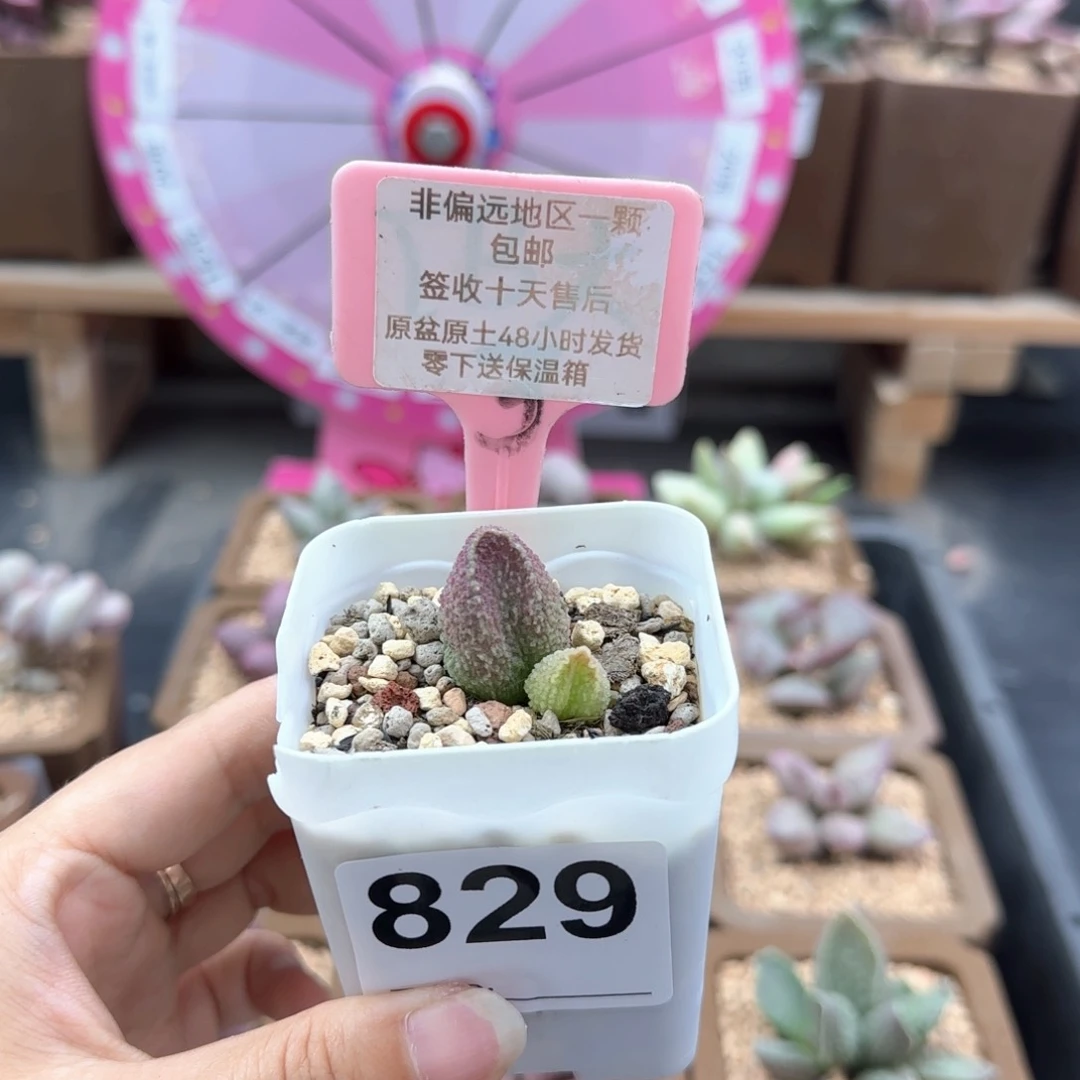 非偏远地区一颗
包邮
签收十天售后
原盆原土48小时发货
零下送保温箱
829